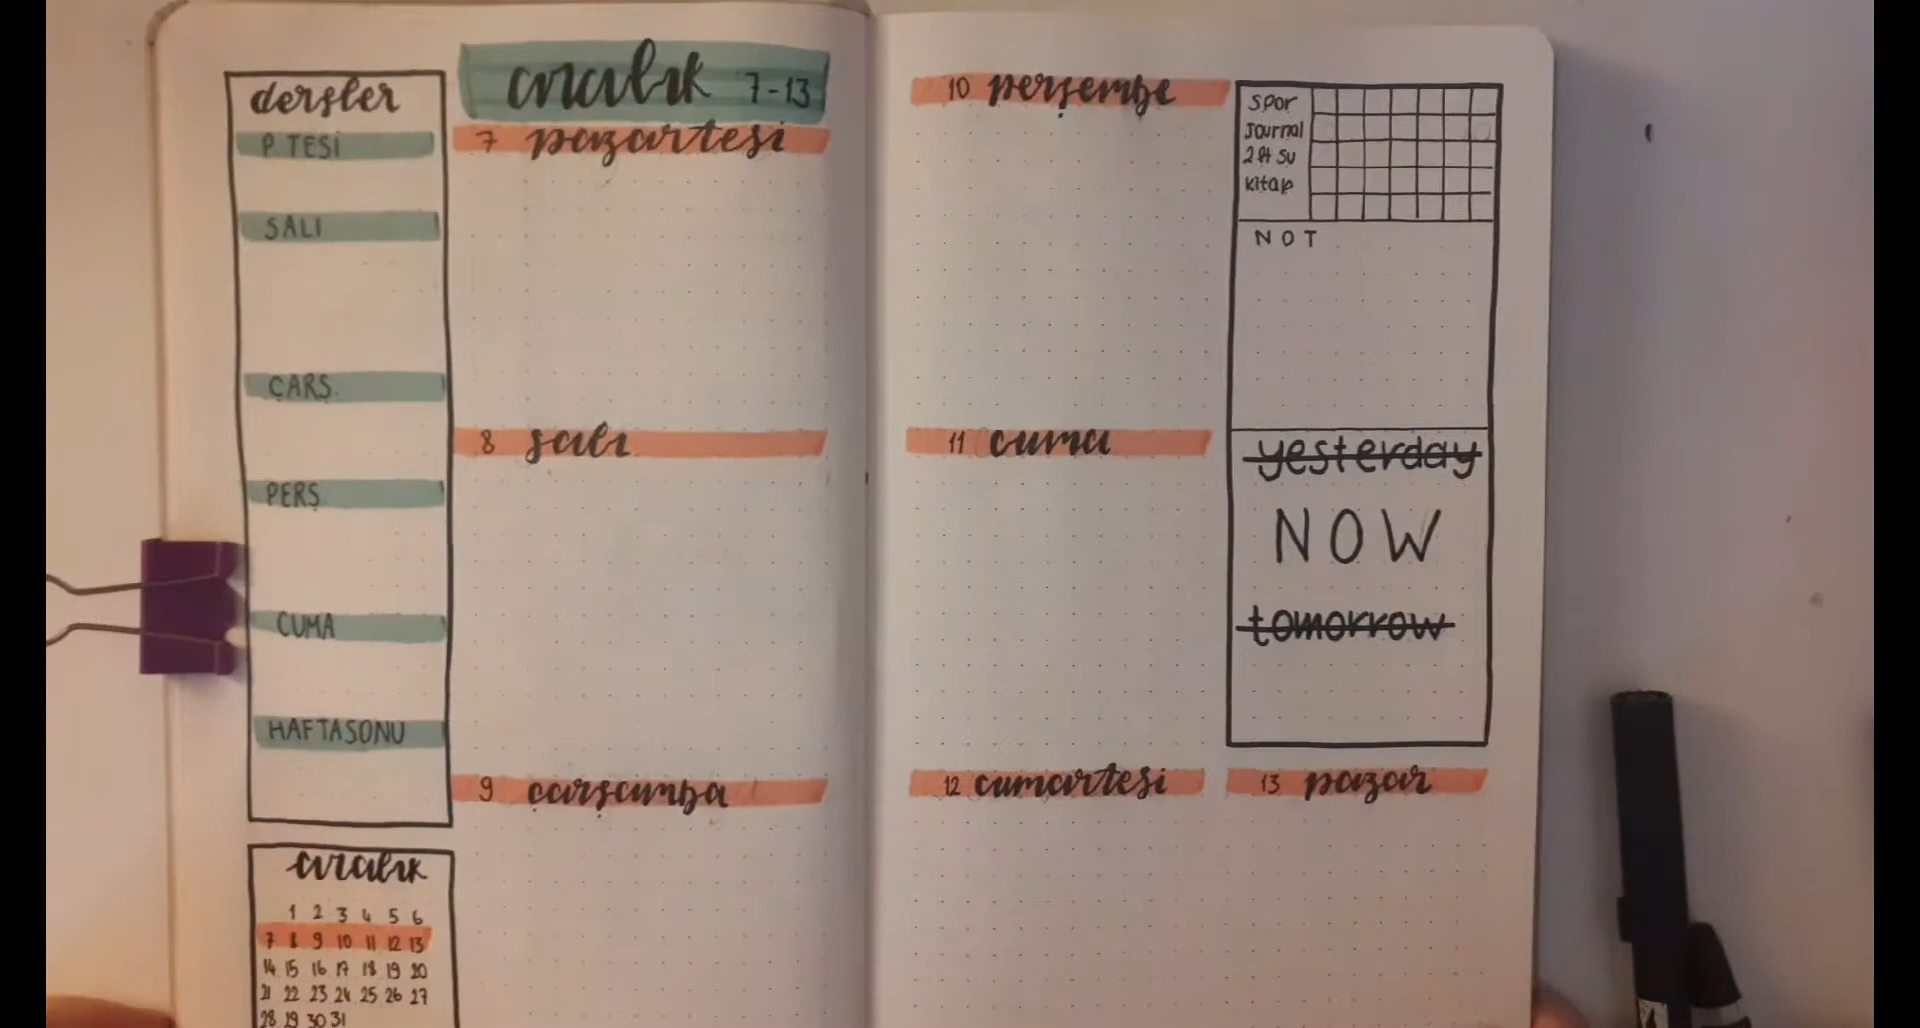 dersler
P.TESİ
SALI
ÇARŞ.
PERŞ.
CUMA
HAFTASONU
aralık
1 2 3 4 5 6
7 8 9 10 11 12 13
14 15 16 17 18 19 20
21 22 23 24 25 26 27
28 29 30 31
aralık 7-13
7 pazartesi
8 salı
9 çarşamba
10 perşembe
11 cuma
12 cumartesi
13 pazar
spor
Journal
2 lt su
kitap
NOT
yesterday
NOW
tomorrow